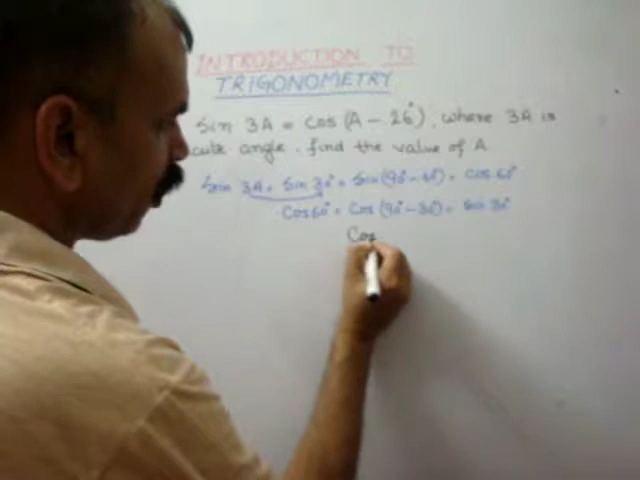 INTRODUCTION TO
TRIGONOMETRY
Sin 3A = Cos (A - 26°), where 3A is
cute angle. find the value of A
Sin 3A = Sin 30° = Sin (90° - 60°) = Cos 60°
Cos 60° = Cos (90° - 30°) = Sin 30°
Cos